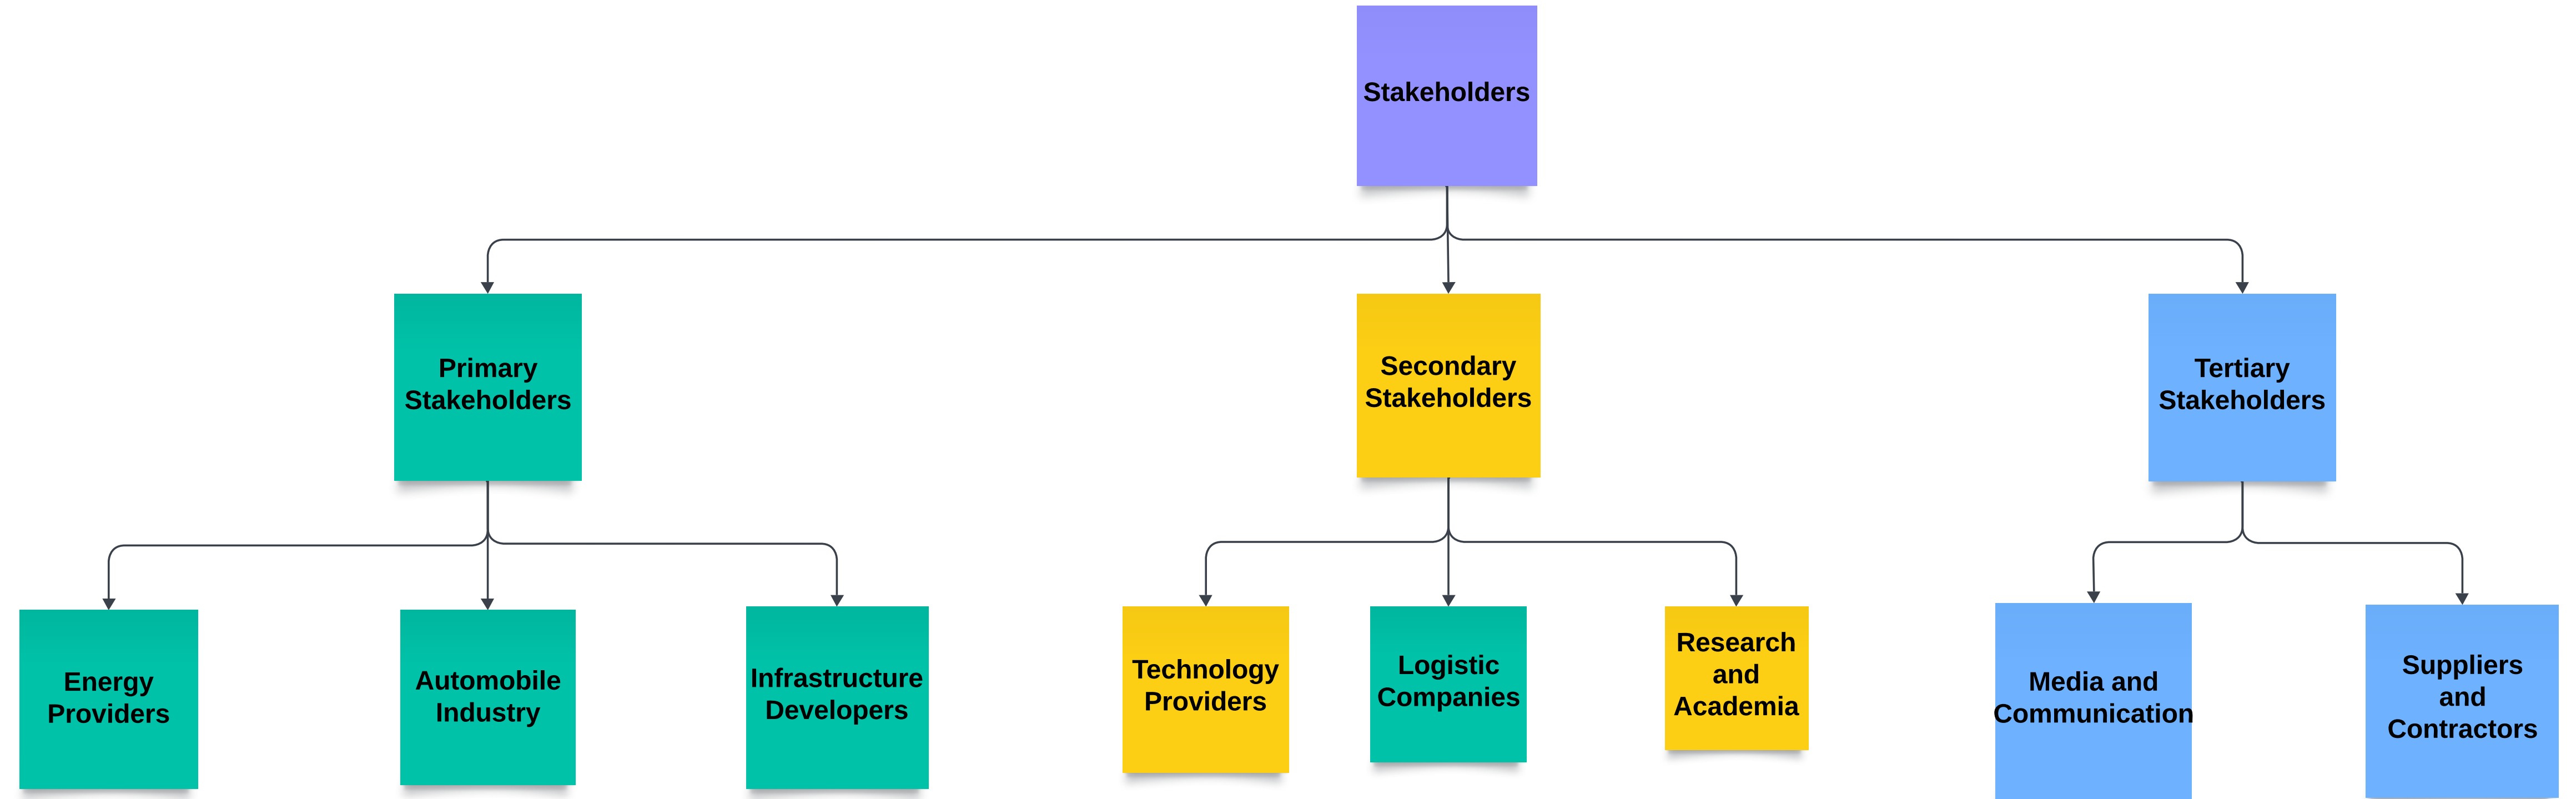 Stakeholders
Primary
Stakeholders
Secondary
Stakeholders
Tertiary
Stakeholders
Energy
Providers
Automobile
Industry
Infrastructure
Developers
Technology
Providers
Logistic
Companies
Research
and
Academia
Media and
Communication
Suppliers
and
Contractors